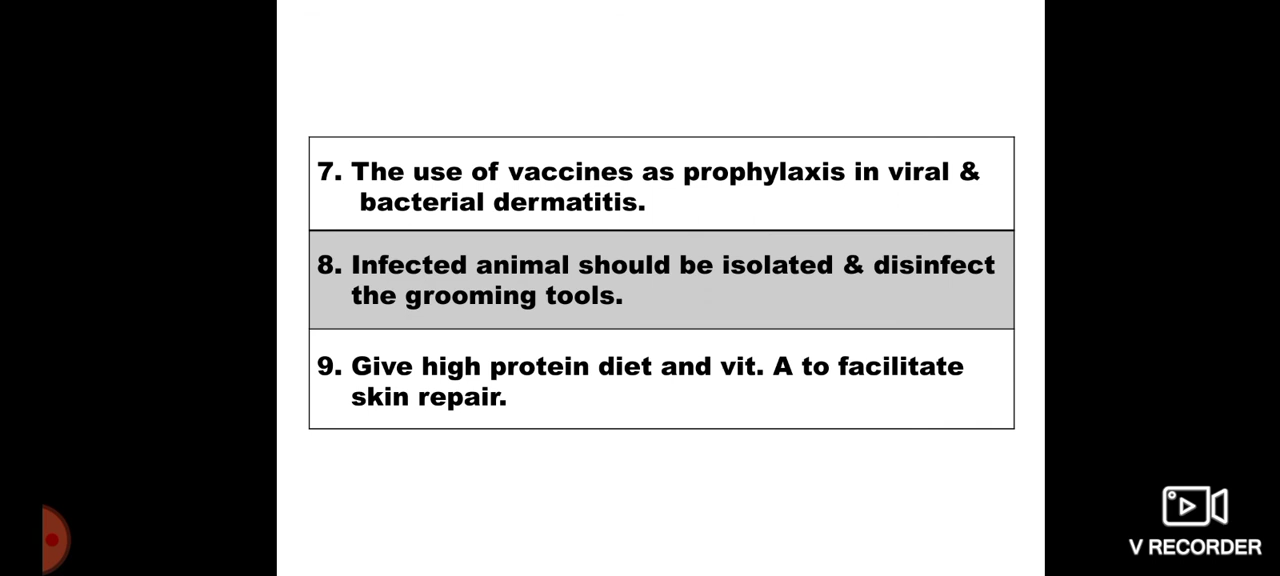 7. The use of vaccines as prophylaxis in viral &
bacterial dermatitis.
8. Infected animal should be isolated & disinfect
the grooming tools.
9. Give high protein diet and vit. A to facilitate
skin repair.
V RECORDER